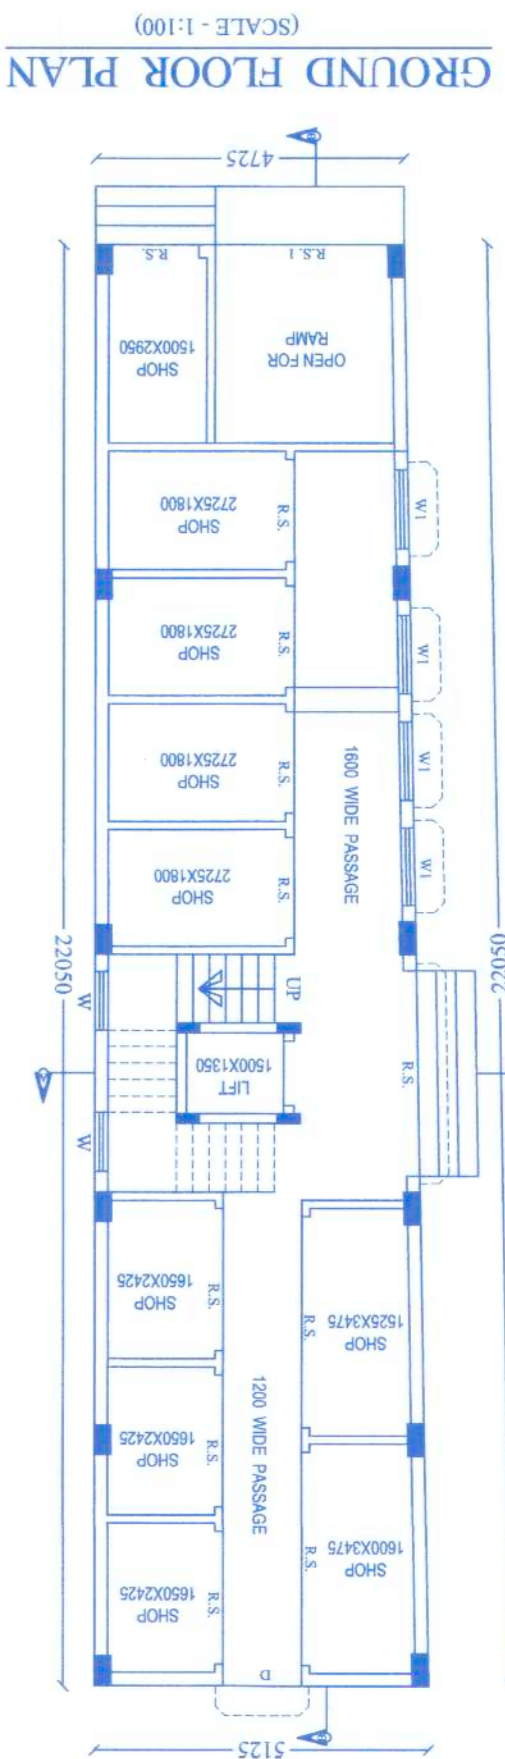 5125
D
SHOP
1600X3475
R.S.
SHOP
1650X2425
R.S.
1200 WIDE PASSAGE
SHOP
1650X2425
R.S.
SHOP
1525X3475
R.S.
SHOP
1650X2425
R.S.
W
R.S.
LIFT
1500X1350
UP
W
22050
22050
SHOP
2725X1800
R.S.
W1
1600 WIDE PASSAGE
SHOP
2725X1800
R.S.
W1
SHOP
2725X1800
R.S.
W1
SHOP
2725X1800
R.S.
W1
OPEN FOR
RAMP
SHOP
1500X2950
R.S.1
R.S.
4725
GROUND FLOOR PLAN
(SCALE - 1:100)